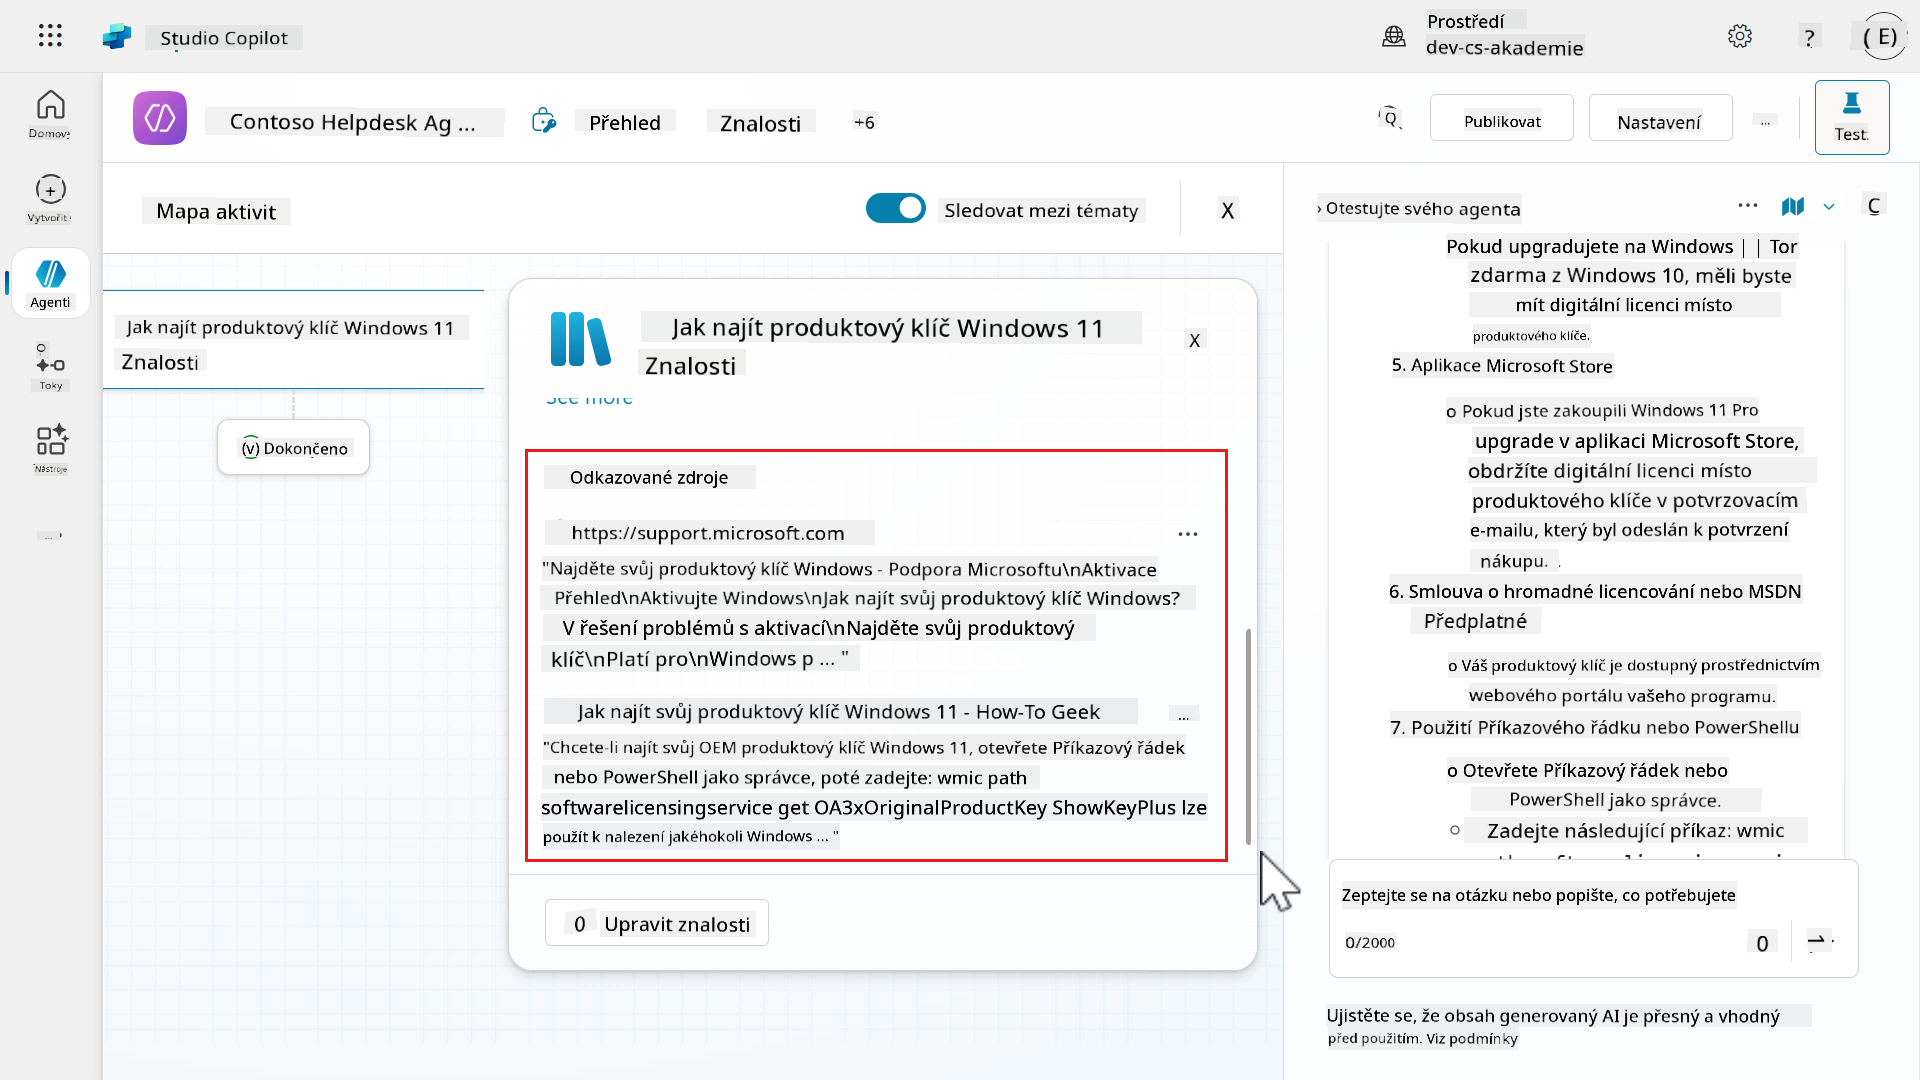 Studio Copilot
Prostředí
dev-cs-akademie
?
( E)
Domovy
Vytvořit
Agenti
Toky
Nástroje
...
Contoso Helpdesk Ag ...
Přehled
Znalosti
+6
Q
Publikovat
Nastavení
...
Test
Mapa aktivit
Sledovat mezi tématy
X
Jak najít produktový klíč Windows 11
Znalosti
(v) Dokončeno
Jak najít produktový klíč Windows 11
Znalosti
X
See more
Odkazované zdroje
https://support.microsoft.com
...
"Najděte svůj produktový klíč Windows - Podpora Microsoftu\nAktivace
Přehled\nAktivujte Windows\nJak najít svůj produktový klíč Windows?
V řešení problémů s aktivací\nNajděte svůj produktový
klíč\nPlatí pro\nWindows p ... "
Jak najít svůj produktový klíč Windows 11 - How-To Geek
...
"Chcete-li najít svůj OEM produktový klíč Windows 11, otevřete Příkazový řádek
nebo PowerShell jako správce, poté zadejte: wmic path
softwarelicensingservice get OA3xOriginalProductKey ShowKeyPlus lze
použít k nalezení jakéhokoli Windows ... "
0 Upravit znalosti
› Otestujte svého agenta
...
C
Pokud upgradujete na Windows | | Tor
zdarma z Windows 10, měli byste
mít digitální licenci místo
produktového klíče.
5. Aplikace Microsoft Store
o Pokud jste zakoupili Windows 11 Pro
upgrade v aplikaci Microsoft Store,
obdržíte digitální licenci místo
produktového klíče v potvrzovacím
e-mailu, který byl odeslán k potvrzení
nákupu. .
6. Smlouva o hromadné licencování nebo MSDN
Předplatné
o Váš produktový klíč je dostupný prostřednictvím
webového portálu vašeho programu.
7. Použití Příkazového řádku nebo PowerShellu
o Otevřete Příkazový řádek nebo
PowerShell jako správce.
o Zadejte následující příkaz: wmic
Zeptejte se na otázku nebo popište, co potřebujete
0/2000
0
Ujistěte se, že obsah generovaný AI je přesný a vhodný
před použitím. Viz podmínky